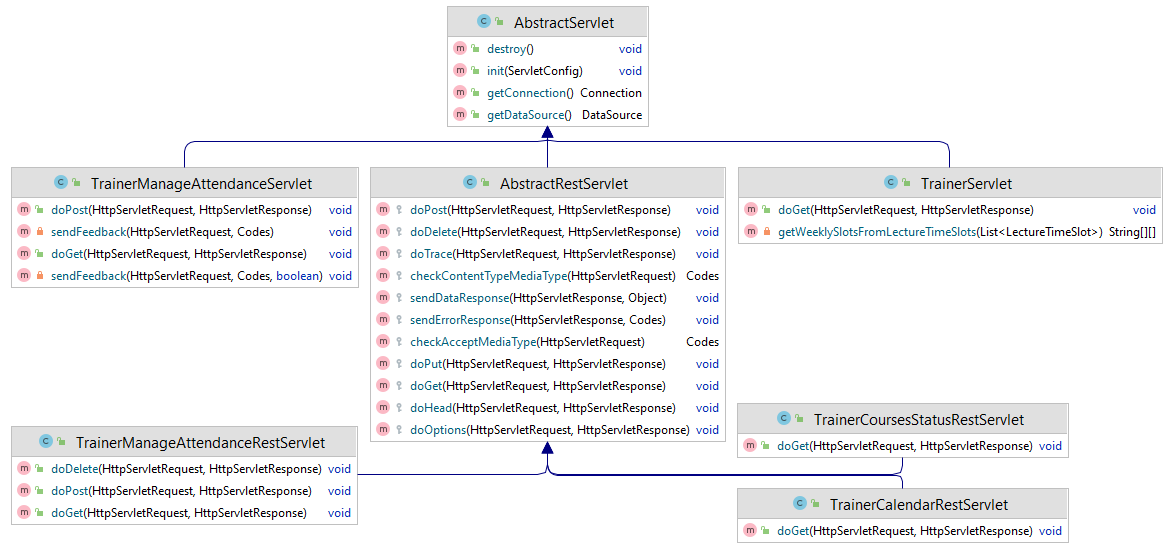 AbstractServlet
destroy() void
init(ServletConfig) void
getConnection() Connection
getDataSource() DataSource
TrainerManageAttendanceServlet
doPost(HttpServletRequest, HttpServletResponse) void
sendFeedback(HttpServletRequest, Codes) void
doGet(HttpServletRequest, HttpServletResponse) void
sendFeedback(HttpServletRequest, Codes, boolean) void
AbstractRestServlet
doPost(HttpServletRequest, HttpServletResponse) void
doDelete(HttpServletRequest, HttpServletResponse) void
doTrace(HttpServletRequest, HttpServletResponse) void
checkContentTypeMediaType(HttpServletRequest) Codes
sendDataResponse(HttpServletResponse, Object) void
sendErrorResponse(HttpServletResponse, Codes) void
checkAcceptMediaType(HttpServletRequest) Codes
doPut(HttpServletRequest, HttpServletResponse) void
doGet(HttpServletRequest, HttpServletResponse) void
doHead(HttpServletRequest, HttpServletResponse) void
doOptions(HttpServletRequest, HttpServletResponse) void
TrainerServlet
doGet(HttpServletRequest, HttpServletResponse) void
getWeeklySlotsFromLectureTimeSlots(List<LectureTimeSlot>) String[][]
TrainerManageAttendanceRestServlet
doDelete(HttpServletRequest, HttpServletResponse) void
doPost(HttpServletRequest, HttpServletResponse) void
doGet(HttpServletRequest, HttpServletResponse) void
TrainerCoursesStatusRestServlet
doGet(HttpServletRequest, HttpServletResponse) void
TrainerCalendarRestServlet
doGet(HttpServletRequest, HttpServletResponse) void